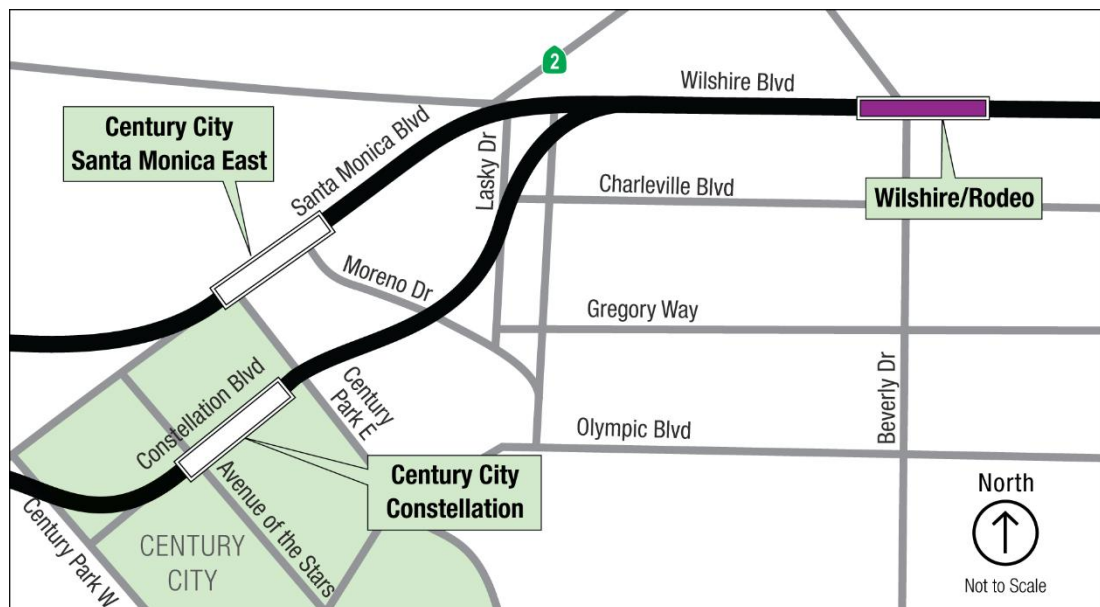 2
Wilshire Blvd
Century City
Santa Monica East
Santa Monica Blvd
Lasky Dr
Charleville Blvd
Wilshire/Rodeo
Moreno Dr
Gregory Way
Constellation Blvd
Century
Park E
Beverly Dr
Olympic Blvd
Century City
Constellation
Avenue of the Stars
Century Park W
CENTURY
CITY
North
Not to Scale